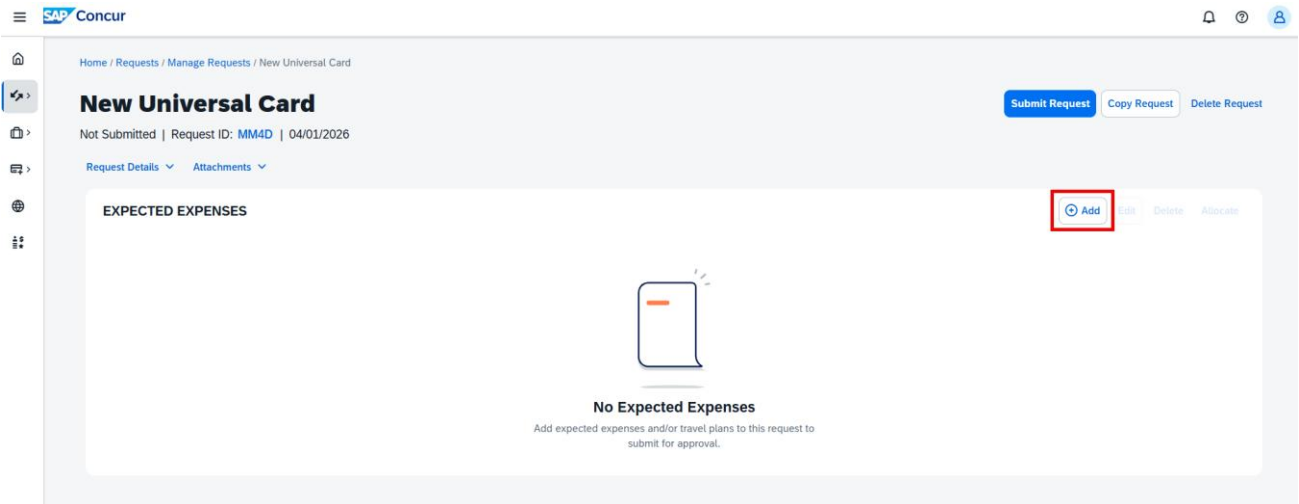 SAP Concur
Home / Requests / Manage Requests / New Universal Card
New Universal Card
Submit Request Copy Request Delete Request
Not Submitted | Request ID: MM4D | 04/01/2026
Request Details Attachments
EXPECTED EXPENSES
Add Edit Delete Allocate
No Expected Expenses
Add expected expenses and/or travel plans to this request to
submit for approval.